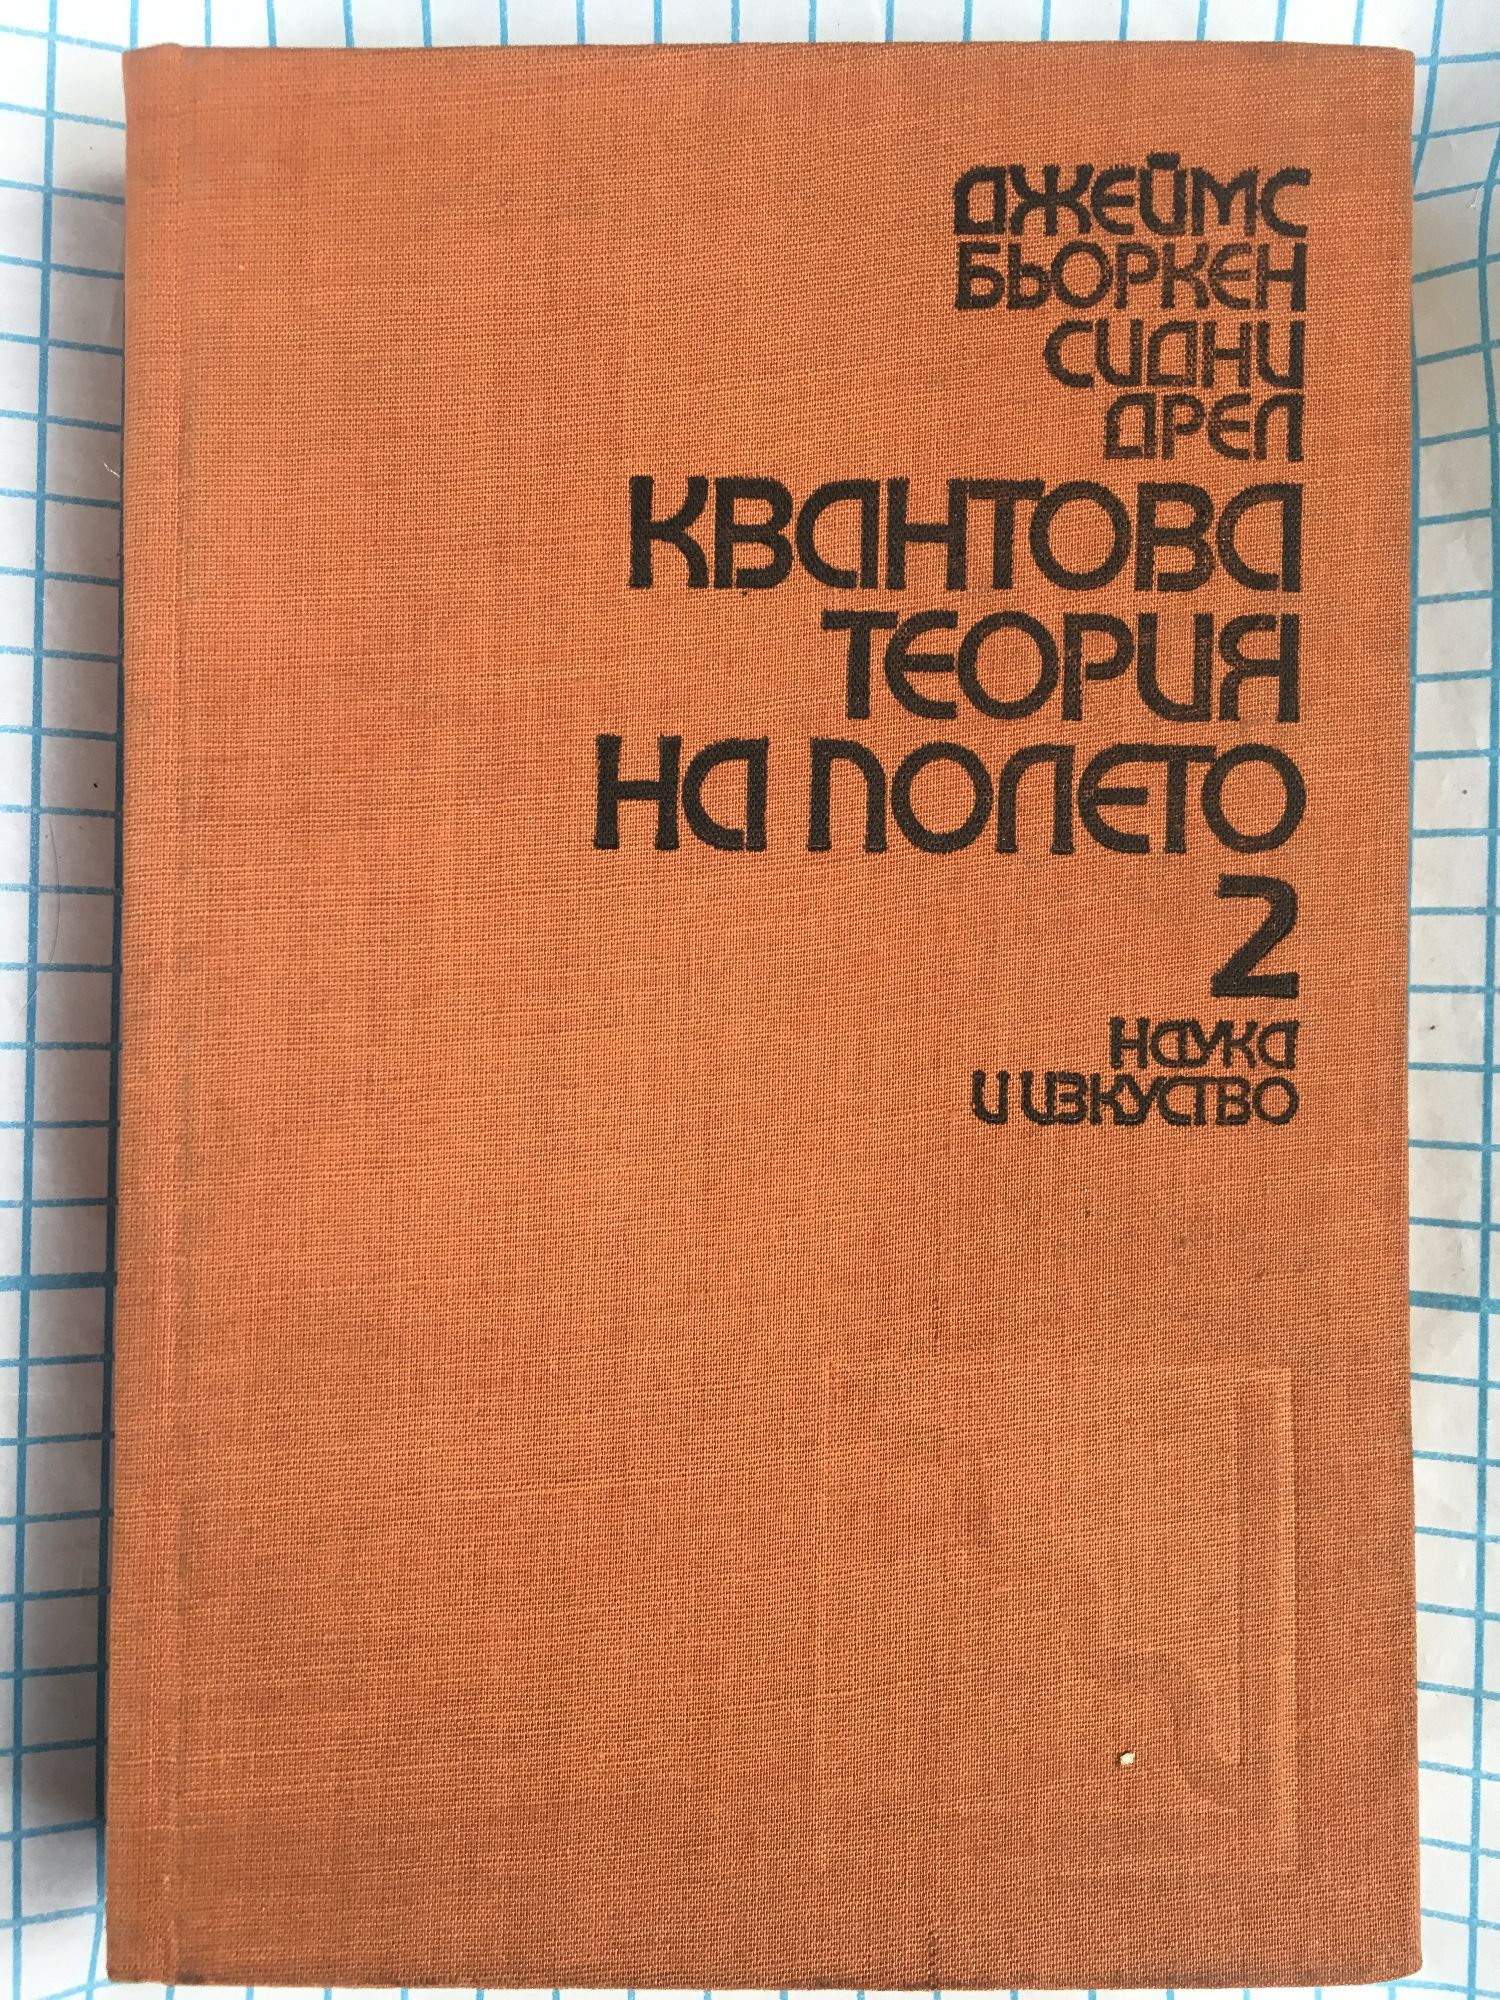 ДЖЕЙМС
БЬОРКЕН
СИДНИ
ДРЕЛ
КВАНТОВА
ТЕОРИЯ
НА ПОЛЕТО
2
НАУКА
И ИЗКУСТВО